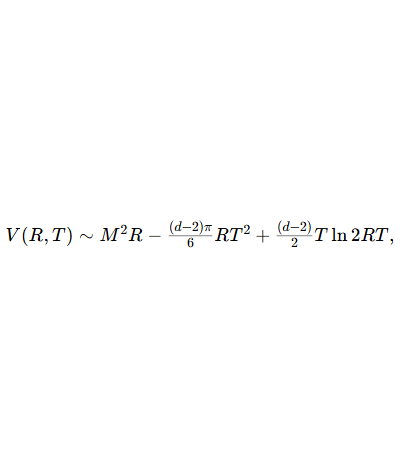 V(R,T) ∼ M²R − (d−2)π/6 RT² + (d−2)/2 T ln 2RT,